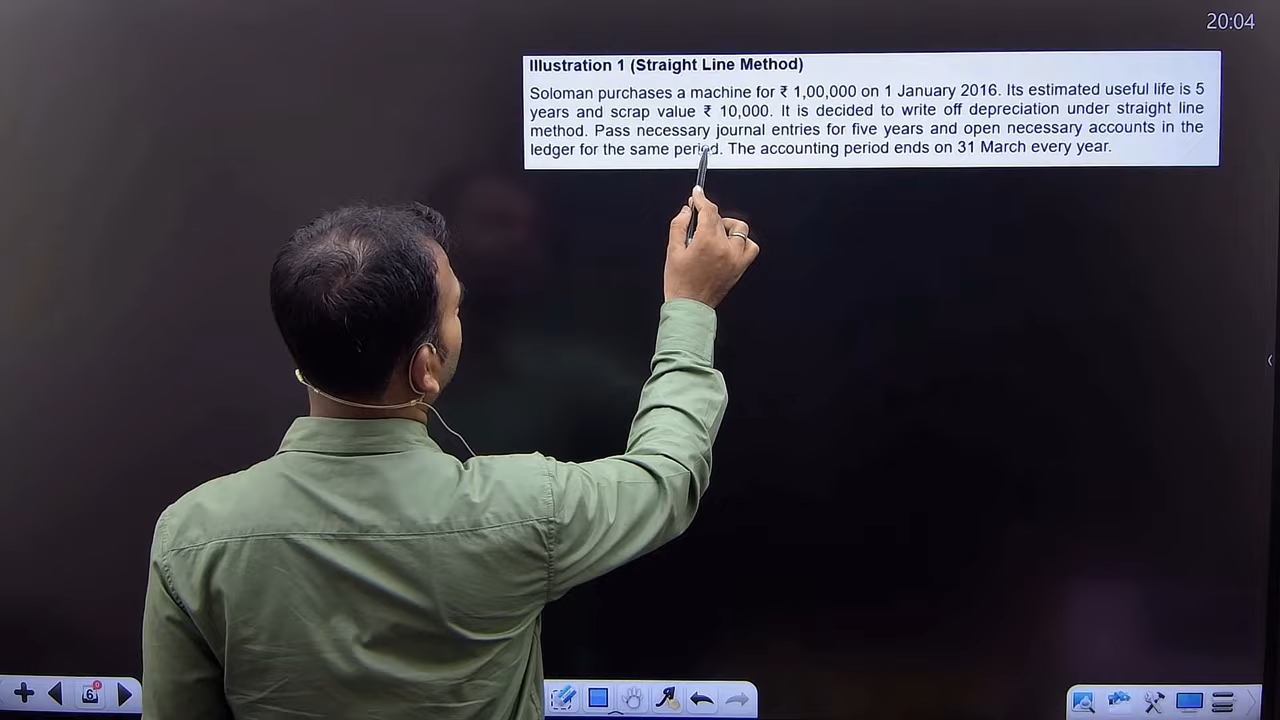 20:04
Illustration 1 (Straight Line Method)
Soloman purchases a machine for ₹ 1,00,000 on 1 January 2016. Its estimated useful life is 5
years and scrap value ₹ 10,000. It is decided to write off depreciation under straight line
method. Pass necessary journal entries for five years and open necessary accounts in the
ledger for the same period. The accounting period ends on 31 March every year.
6